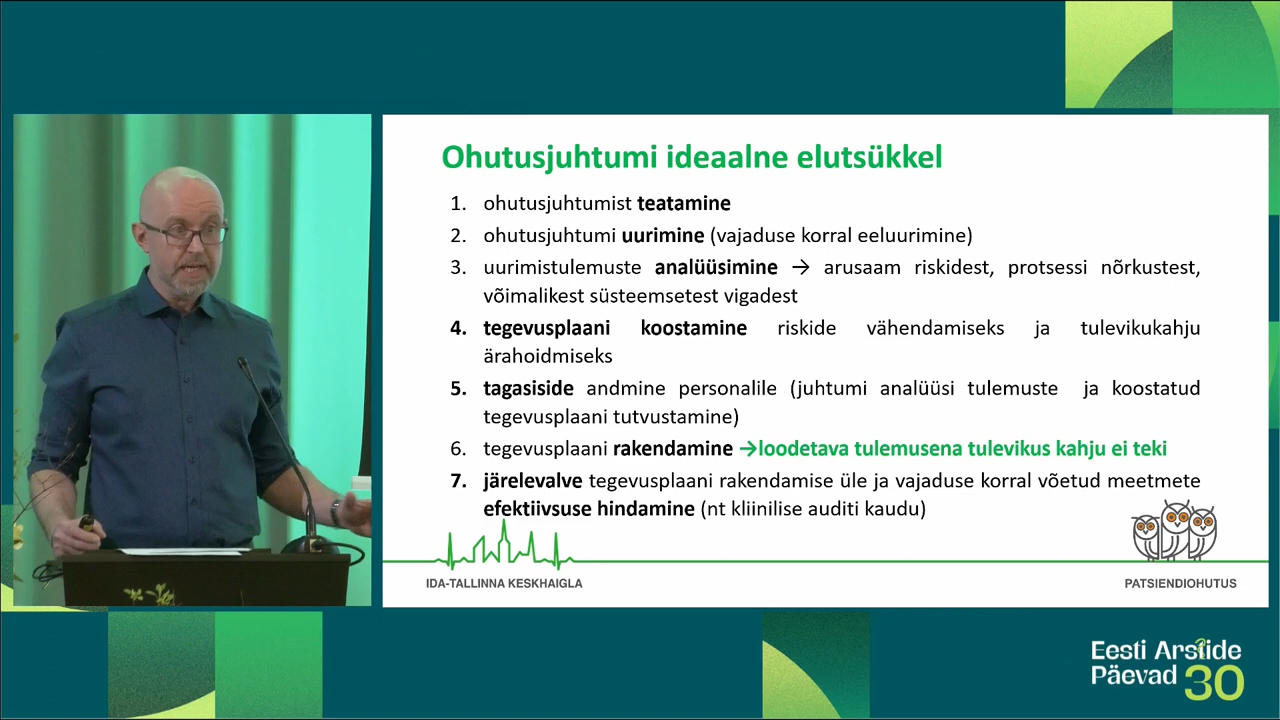 Ohutusjuhtumi ideaalne elutsükkel
1. ohutusjuhtumist teatamine
2. ohutusjuhtumi uurimine (vajaduse korral eeluurimine)
3. uurimistulemuste analüüsimine → arusaam riskidest, protsessi nõrkustest,
võimalikest süsteemsetest vigadest
4. tegevusplaani koostamine riskide vähendamiseks ja tulevikukahju
ärahoidmiseks
5. tagasiside andmine personalile (juhtumi analüüsi tulemuste ja koostatud
tegevusplaani tutvustamine)
6. tegevusplaani rakendamine →loodetava tulemusena tulevikus kahju ei teki
7. järelevalve tegevusplaani rakendamise üle ja vajaduse korral võetud meetmete
efektiivsuse hindamine (nt kliinilise auditi kaudu)
IDA-TALLINNA KESKHAIGLA
PATSIENDIOHUTUS
Eesti Arstide
Päevad 30